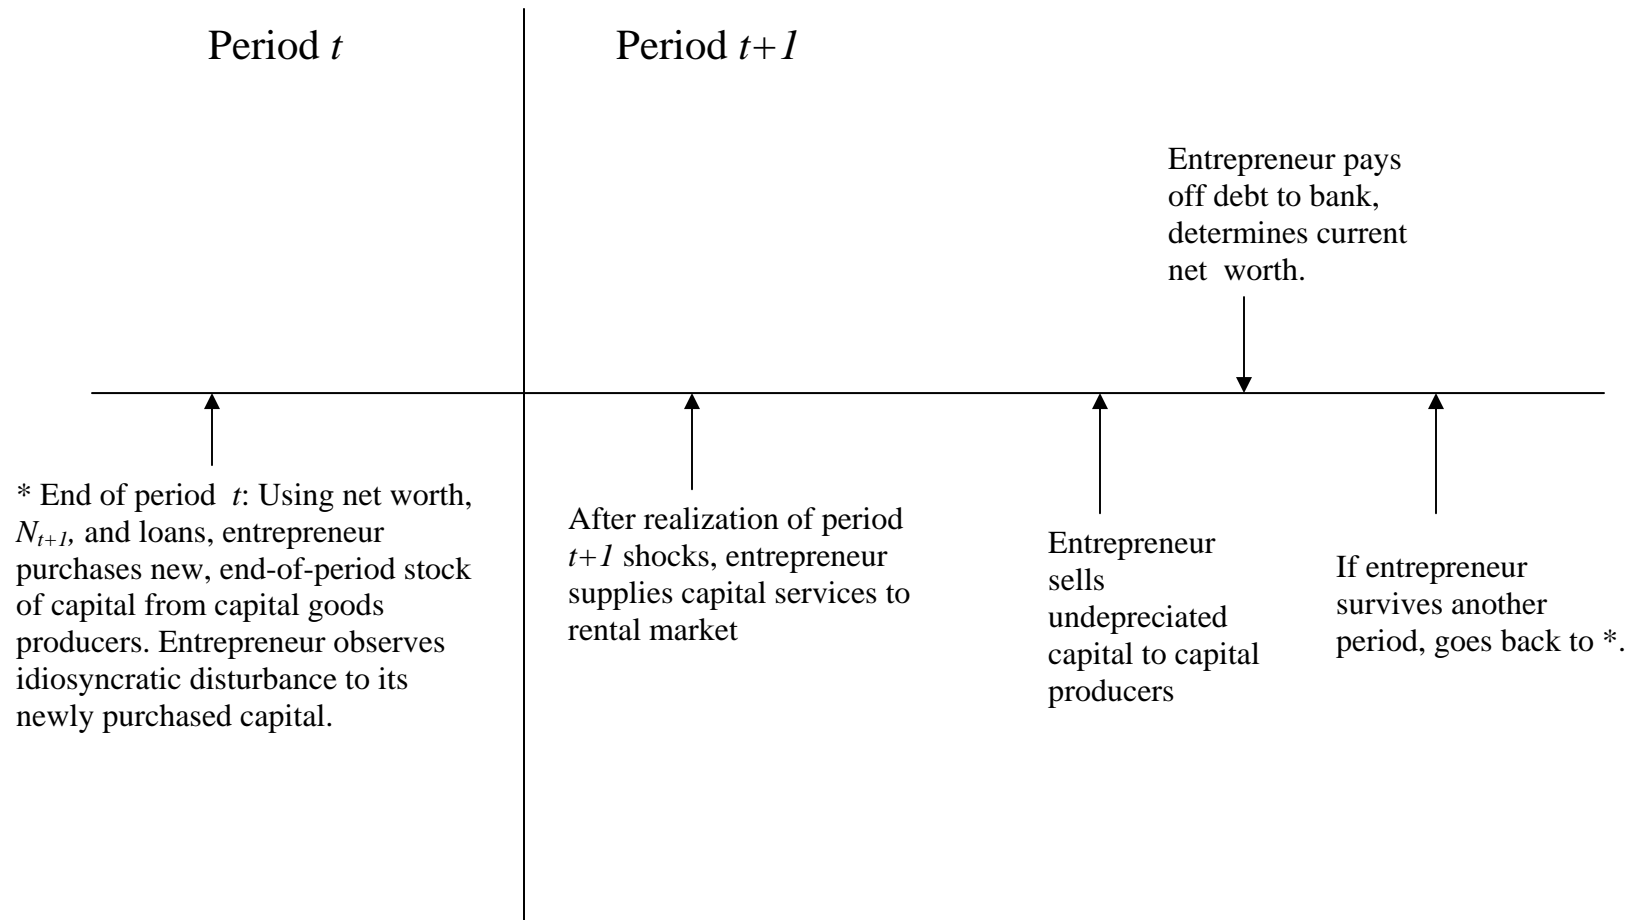 Period t
Period t+1
Entrepreneur pays
off debt to bank,
determines current
net worth.
* End of period t: Using net worth,
Nt+1, and loans, entrepreneur
purchases new, end-of-period stock
of capital from capital goods
producers. Entrepreneur observes
idiosyncratic disturbance to its
newly purchased capital.
After realization of period
t+1 shocks, entrepreneur
supplies capital services to
rental market
Entrepreneur
sells
undepreciated
capital to capital
producers
If entrepreneur
survives another
period, goes back to *.